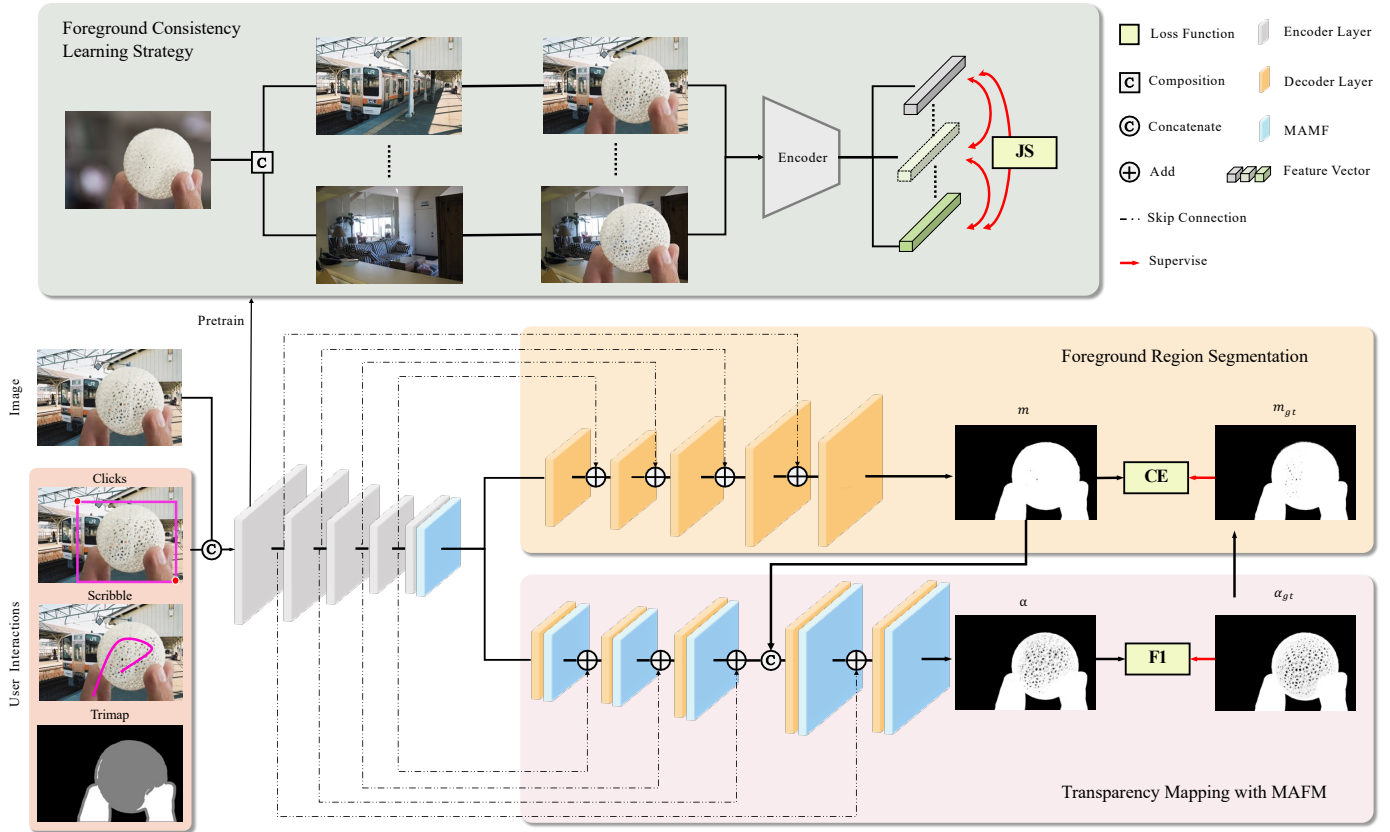 Foreground Consistency
Learning Strategy
C
Encoder
JS
Loss Function
Encoder Layer
C
Composition
Decoder Layer
C
Concatenate
MAMF
Add
Feature Vector
Skip Connection
Supervise
Pretrain
Image
User Interactions
Clicks
Scribble
Trimap
C
Foreground Region Segmentation
m
CE
m_gt
C
α
F1
α_gt
Transparency Mapping with MAFM